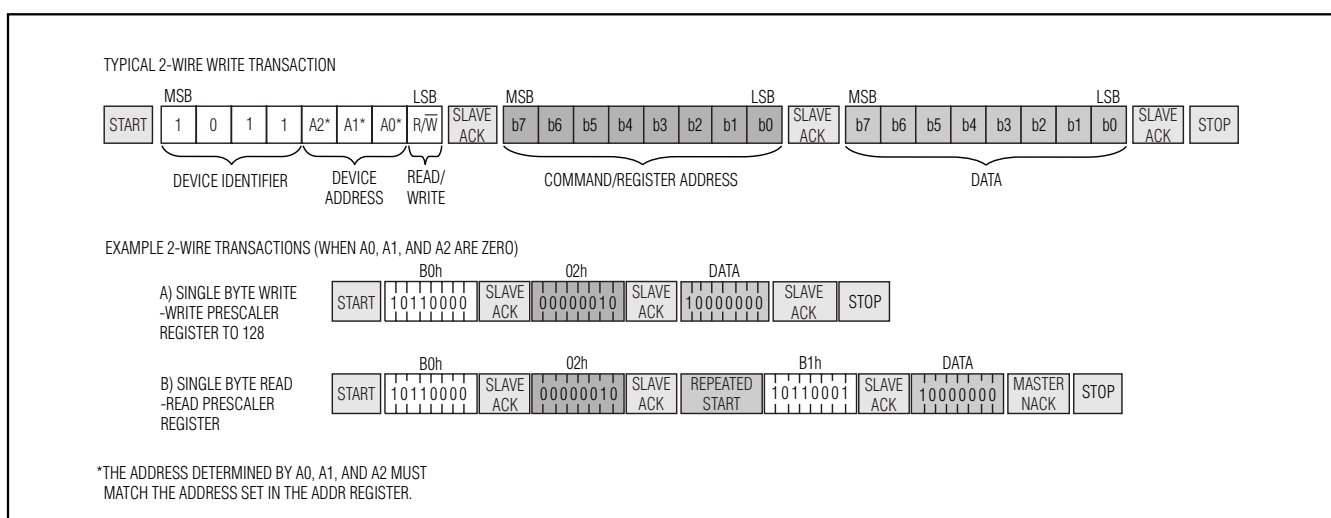 TYPICAL 2-WIRE WRITE TRANSACTION
MSB LSB MSB LSB MSB LSB
START 1 0 1 1 A2* A1* A0* R/W̅ SLAVE ACK b7 b6 b5 b4 b3 b2 b1 b0 SLAVE ACK b7 b6 b5 b4 b3 b2 b1 b0 SLAVE ACK STOP
DEVICE IDENTIFIER DEVICE ADDRESS READ/WRITE COMMAND/REGISTER ADDRESS DATA
EXAMPLE 2-WIRE TRANSACTIONS (WHEN A0, A1, AND A2 ARE ZERO)
B0h 02h DATA
A) SINGLE BYTE WRITE
-WRITE PRESCALER
REGISTER TO 128
START 10110000 SLAVE ACK 00000010 SLAVE ACK 10000000 SLAVE ACK STOP
B0h 02h B1h DATA
B) SINGLE BYTE READ
-READ PRESCALER
REGISTER
START 10110000 SLAVE ACK 00000010 SLAVE ACK REPEATED START 10110001 SLAVE ACK 10000000 MASTER NACK STOP
*THE ADDRESS DETERMINED BY A0, A1, AND A2 MUST
MATCH THE ADDRESS SET IN THE ADDR REGISTER.